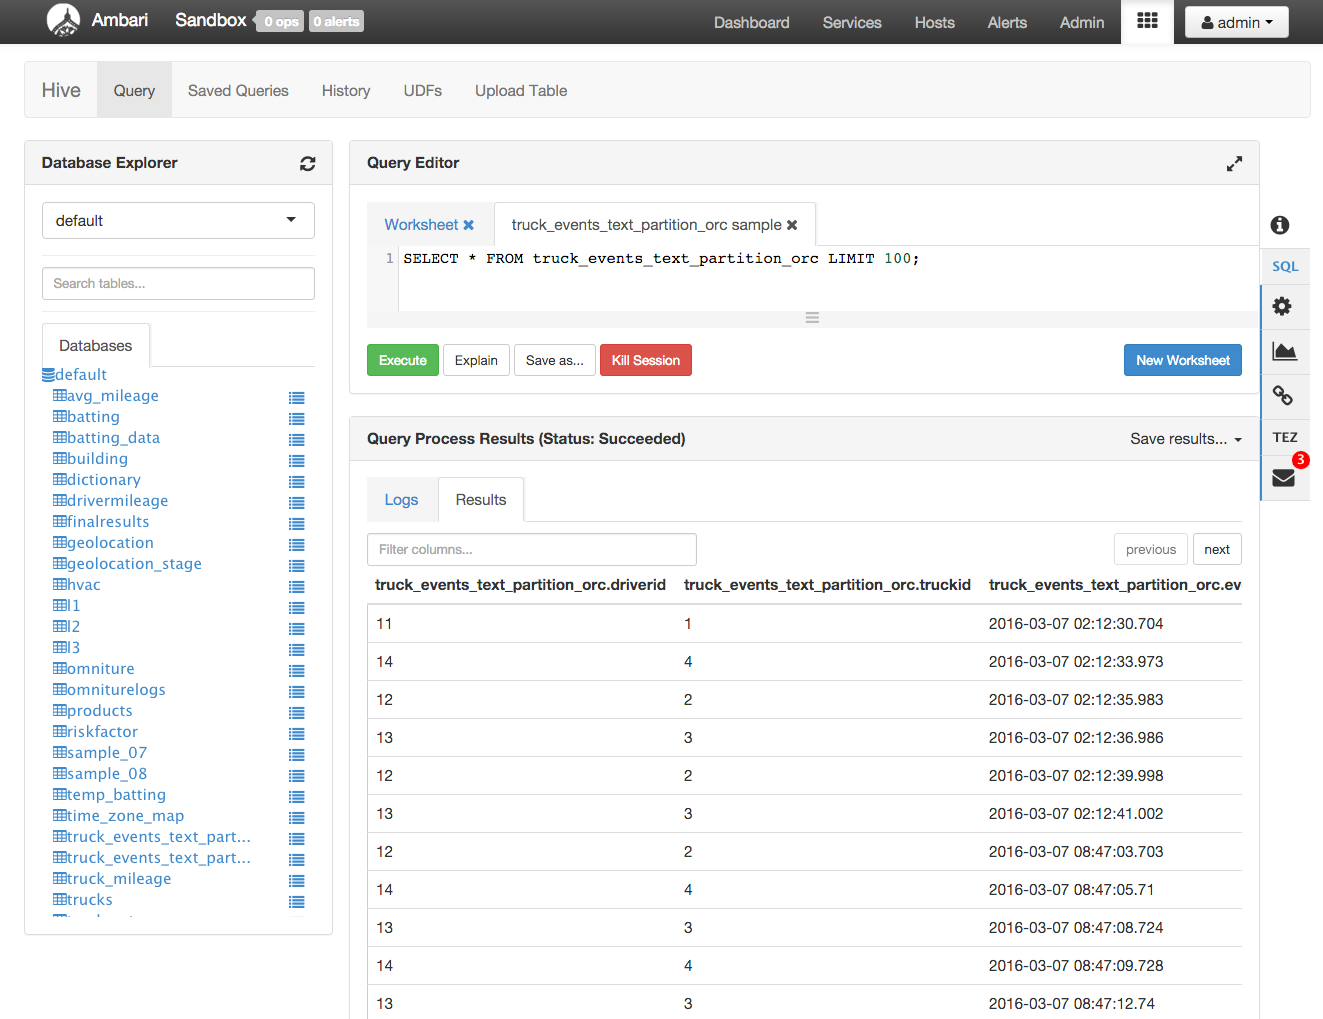 Ambari Sandbox 0 ops 0 alerts Dashboard Services Hosts Alerts Admin admin
Hive Query Saved Queries History UDFs Upload Table
Database Explorer
default
Search tables...
Databases
default
avg_mileage
batting
batting_data
building
dictionary
drivermileage
finalresults
geolocation
geolocation_stage
hvac
l1
l2
l3
omniture
omniturelogs
products
riskfactor
sample_07
sample_08
temp_batting
time_zone_map
truck_events_text_part...
truck_events_text_part...
truck_mileage
trucks
Query Editor
Worksheet truck_events_text_partition_orc sample
1 SELECT * FROM truck_events_text_partition_orc LIMIT 100;
Execute Explain Save as... Kill Session New Worksheet
Query Process Results (Status: Succeeded) Save results...
Logs Results
Filter columns... previous next
truck_events_text_partition_orc.driverid truck_events_text_partition_orc.truckid truck_events_text_partition_orc.ev
11 1 2016-03-07 02:12:30.704
14 4 2016-03-07 02:12:33.973
12 2 2016-03-07 02:12:35.983
13 3 2016-03-07 02:12:36.986
12 2 2016-03-07 02:12:39.998
13 3 2016-03-07 02:12:41.002
12 2 2016-03-07 08:47:03.703
14 4 2016-03-07 08:47:05.71
13 3 2016-03-07 08:47:08.724
14 4 2016-03-07 08:47:09.728
13 3 2016-03-07 08:47:12.74
SQL
TEZ
3